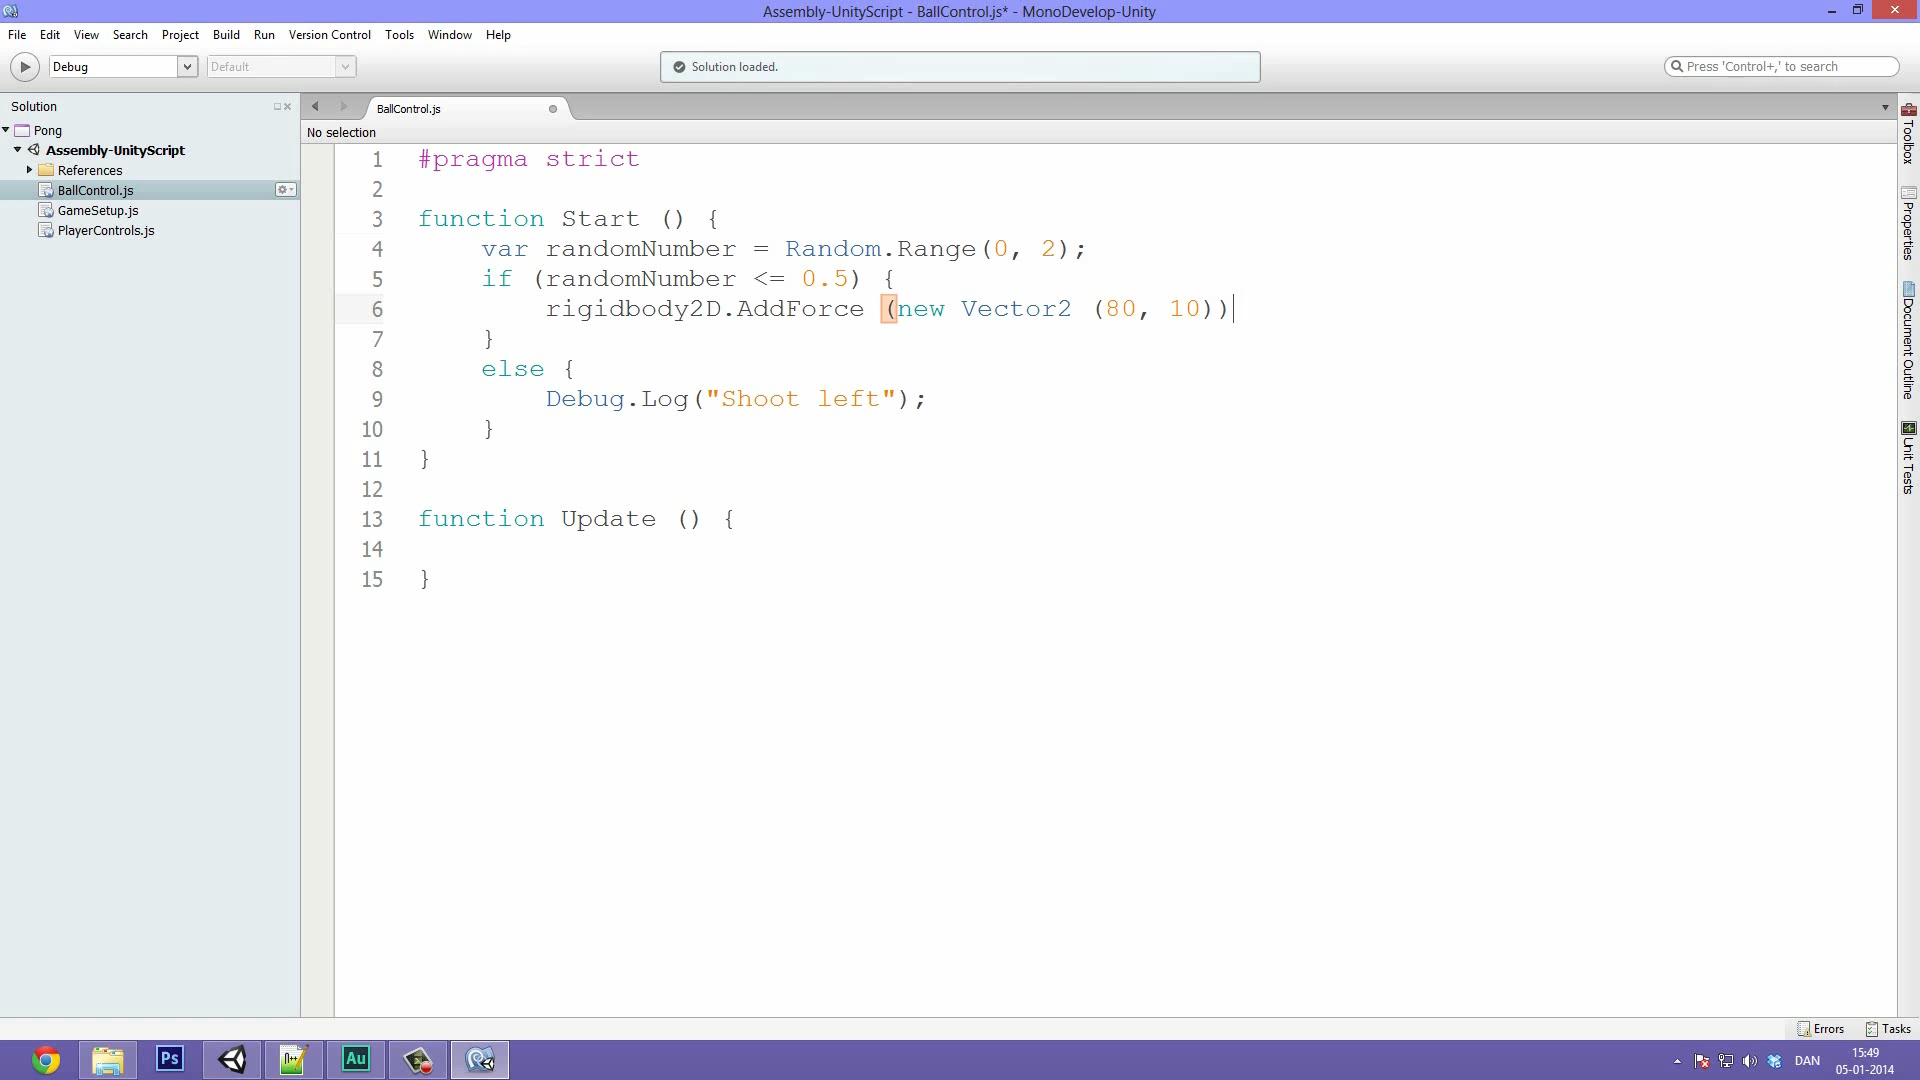 Assembly-UnityScript - BallControl.js* - MonoDevelop-Unity
File Edit View Search Project Build Run Version Control Tools Window Help
Debug Default Solution loaded. Press 'Control+,' to search
Solution
BallControl.js
No selection
Pong
Assembly-UnityScript
References
BallControl.js
GameSetup.js
PlayerControls.js
1 #pragma strict
2
3 function Start () {
4 var randomNumber = Random.Range(0, 2);
5 if (randomNumber <= 0.5) {
6 rigidbody2D.AddForce (new Vector2 (80, 10))
7 }
8 else {
9 Debug.Log("Shoot left");
10 }
11 }
12
13 function Update () {
14
15 }
Toolbox
Properties
Document Outline
Unit Tests
Errors Tasks
Ps
Au
DAN
15:49
05-01-2014